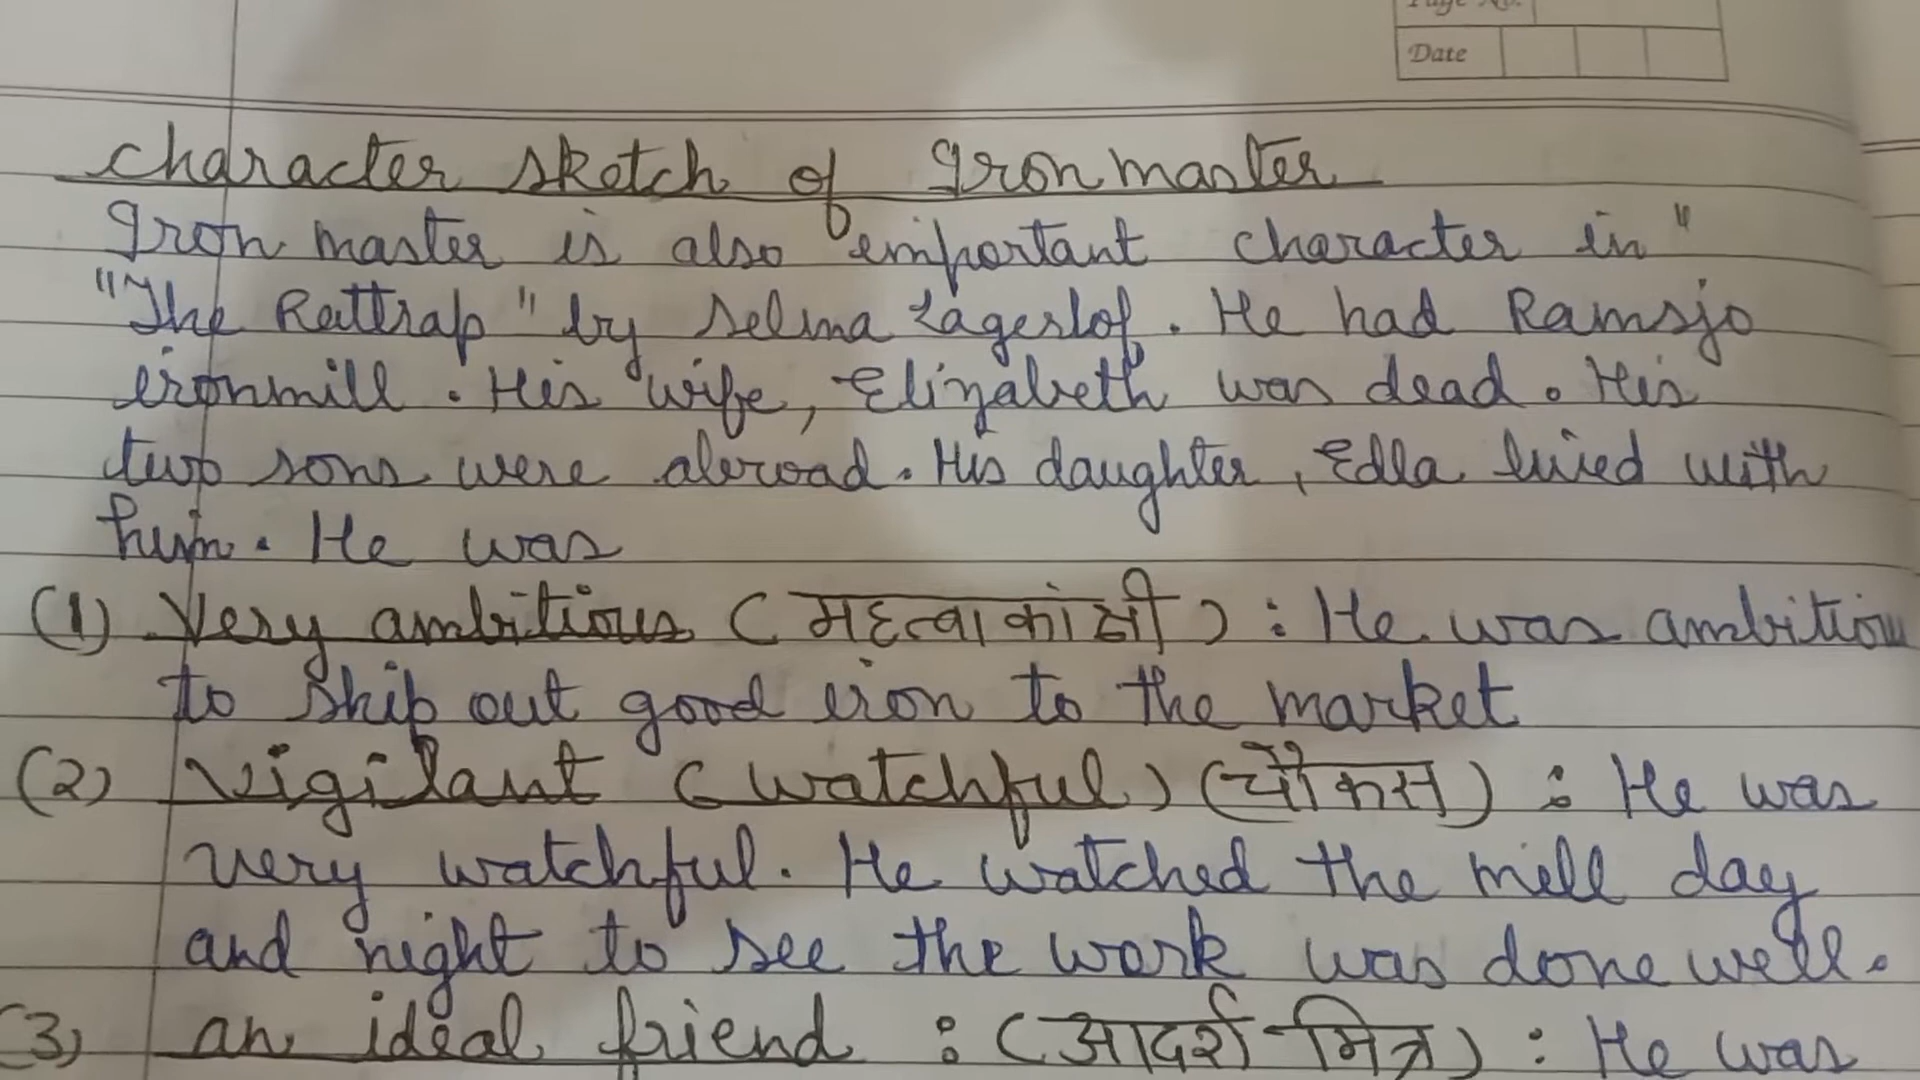 Page No.
Date
Character sketch of Ironmaster
Iron master is also important character in "
"The Rattrap" by Selma Lagerlof. He had Ramsjo
ironmill. His wife, Elizabeth was dead. His
two sons were abroad. His daughter, Edla lived with
him. He was
(1) Very ambitious (महत्वाकांक्षी) : He was ambitiou
to ship out good iron to the market
(2) Vigilant (watchful) (चौकस) : He was
very watchful. He watched the mill day
and night to see the work was done well.
(3) an ideal friend : (आदर्श मित्र) : He was